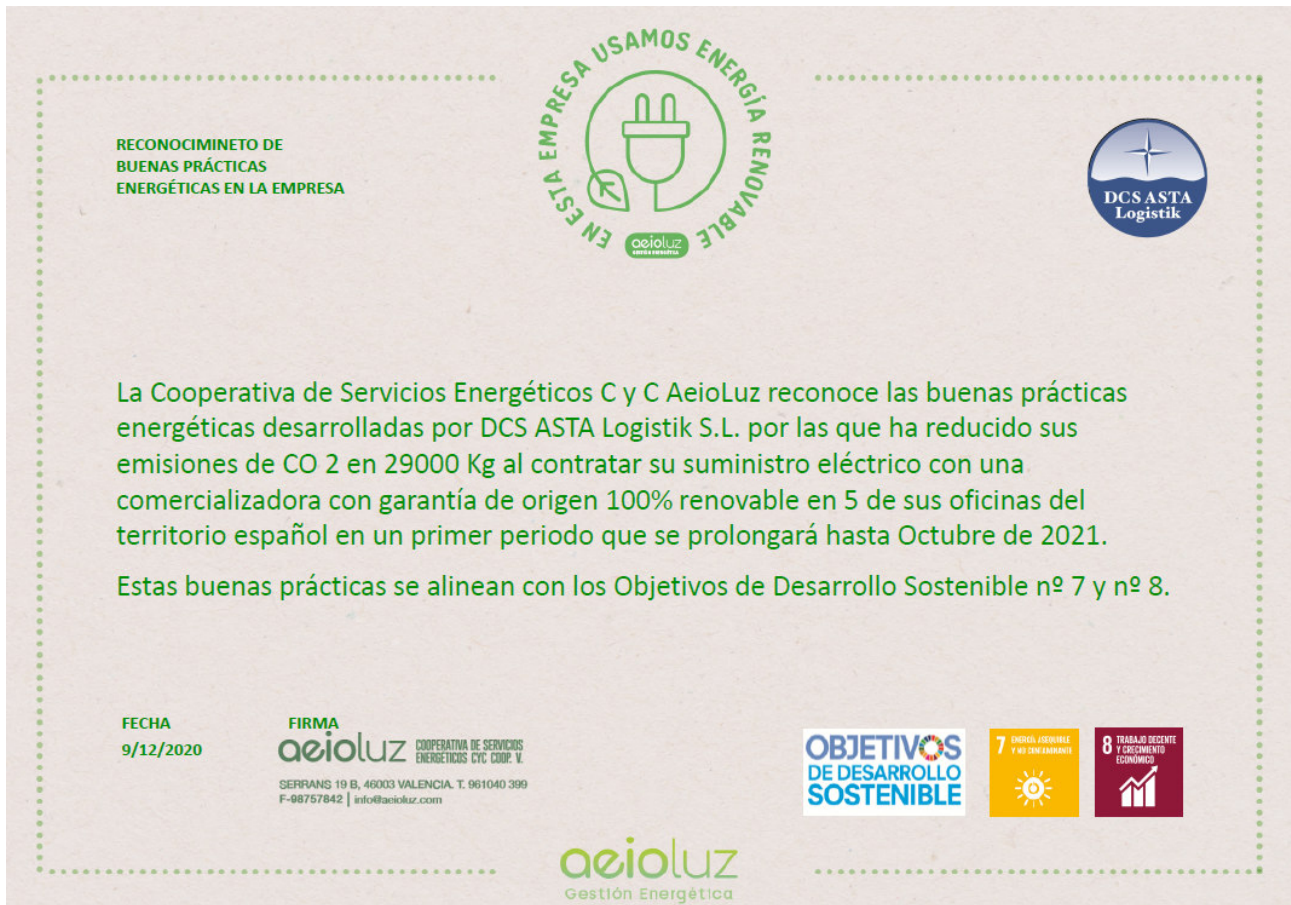 EN ESTA EMPRESA USAMOS ENERGÍA RENOVABLE
aeioluz
GESTIÓN ENERGÉTICA
RECONOCIMINETO DE
BUENAS PRÁCTICAS
ENERGÉTICAS EN LA EMPRESA
DCS ASTA
Logistik
La Cooperativa de Servicios Energéticos C y C AeioLuz reconoce las buenas prácticas
energéticas desarrolladas por DCS ASTA Logistik S.L. por las que ha reducido sus
emisiones de CO 2 en 29000 Kg al contratar su suministro eléctrico con una
comercializadora con garantía de origen 100% renovable en 5 de sus oficinas del
territorio español en un primer periodo que se prolongará hasta Octubre de 2021.
Estas buenas prácticas se alinean con los Objetivos de Desarrollo Sostenible nº 7 y nº 8.
FECHA
9/12/2020
FIRMA
aeioluz COOPERATIVA DE SERVICIOS
ENERGÉTICOS CYC COOP. V.
SERRANS 19 B, 46003 VALENCIA. T. 961040 399
F-98757842 | info@aeioluz.com
OBJETIVOS
DE DESARROLLO
SOSTENIBLE
7 ENERGÍA ASEQUIBLE
Y NO CONTAMINANTE
8 TRABAJO DECENTE
Y CRECIMIENTO
ECONÓMICO
aeioluz
Gestión Energética